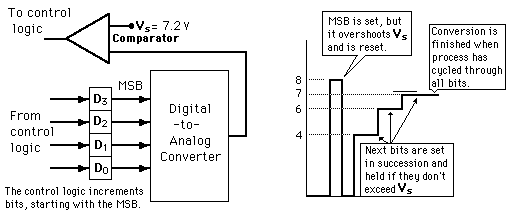 To control
logic
Vs = 7.2 V
Comparator
MSB
From
control
logic
D3
D2
D1
D0
Digital
-to-
Analog
Converter
The control logic increments
bits, starting with the MSB.
MSB is set, but
it overshoots Vs
and is reset.
Conversion is
finished when
process has
cycled through
all bits.
8
7
6
4
Next bits are set
in succession and
held if they don't
exceed Vs